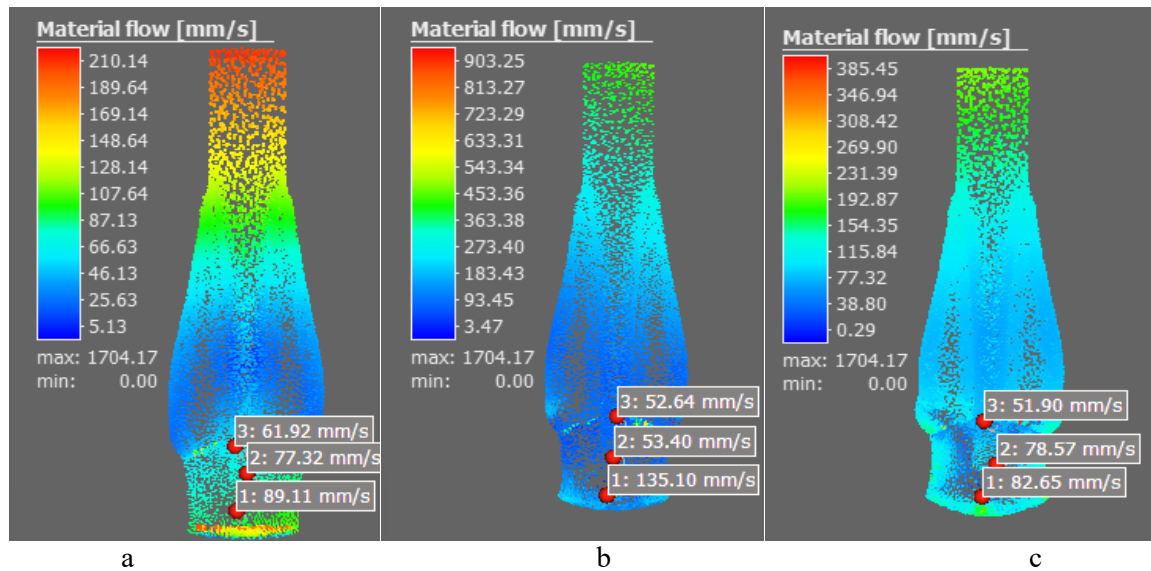 Material flow [mm/s]
210.14
189.64
168.75
148.64
128.14
107.64
87.13
66.63
46.13
25.63
5.13
max: 1704.17
min: 0.00
3: 61.92 mm/s
2: 77.32 mm/s
1: 89.11 mm/s
a
Material flow [mm/s]
903.25
813.27
723.29
633.31
543.34
453.36
363.38
273.40
183.43
93.45
3.47
max: 1704.17
min: 0.00
3: 52.64 mm/s
2: 53.40 mm/s
1: 135.10 mm/s
b
Material flow [mm/s]
385.45
346.94
308.42
269.90
231.39
192.87
154.35
115.84
77.32
38.80
0.29
max: 1704.17
min: 0.00
3: 51.90 mm/s
2: 78.57 mm/s
1: 82.65 mm/s
c